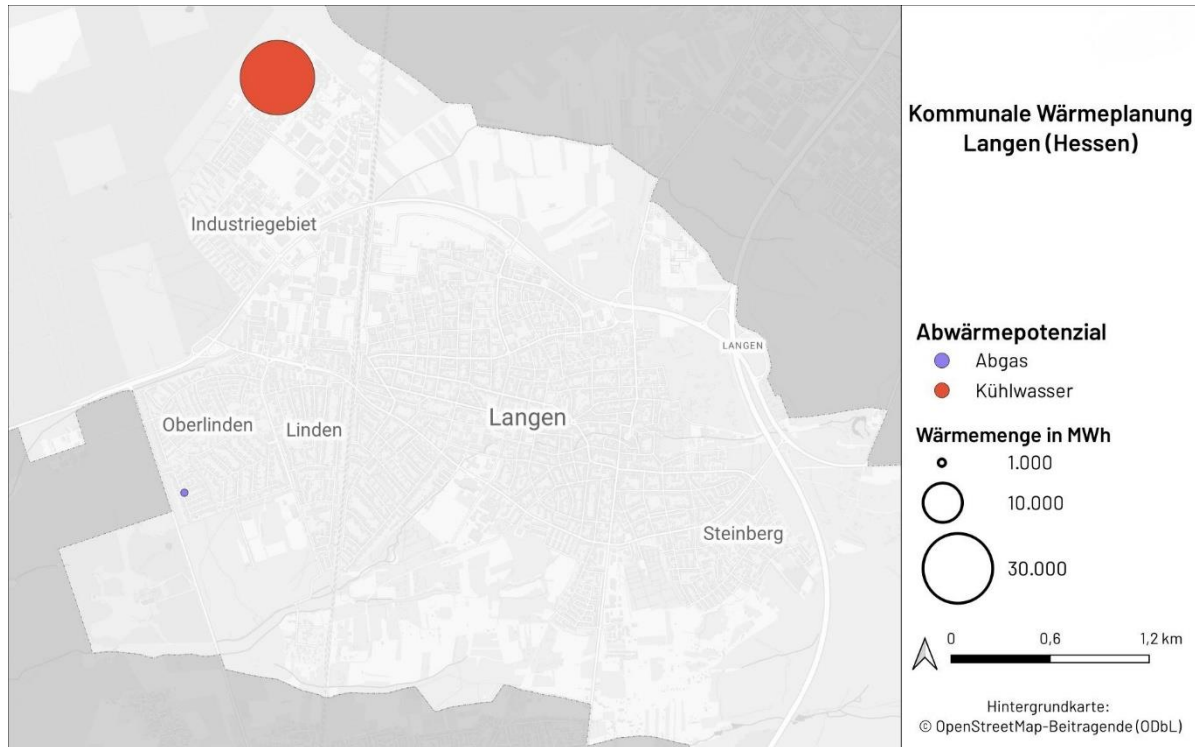 Industriegebiet
LANGEN
Oberlinden
Linden
Langen
Steinberg
Kommunale Wärmeplanung
Langen (Hessen)
Abwärmepotenzial
Abgas
Kühlwasser
Wärmemenge in MWh
1.000
10.000
30.000
0 0,6 1,2 km
Hintergrundkarte:
© OpenStreetMap-Beitragende (ODbL)